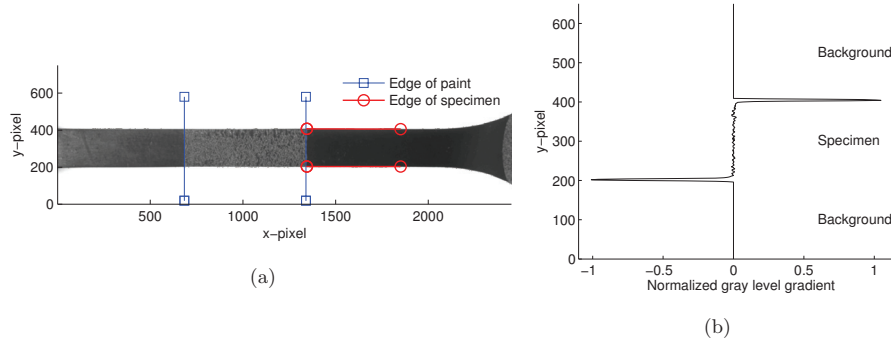 Edge of paint
Edge of specimen
y−pixel
600
400
200
0
500
1000
1500
2000
x−pixel
(a)
600
500
400
300
200
100
0
y−pixel
Background
Specimen
Background
−1
−0.5
0
0.5
1
Normalized gray level gradient
(b)